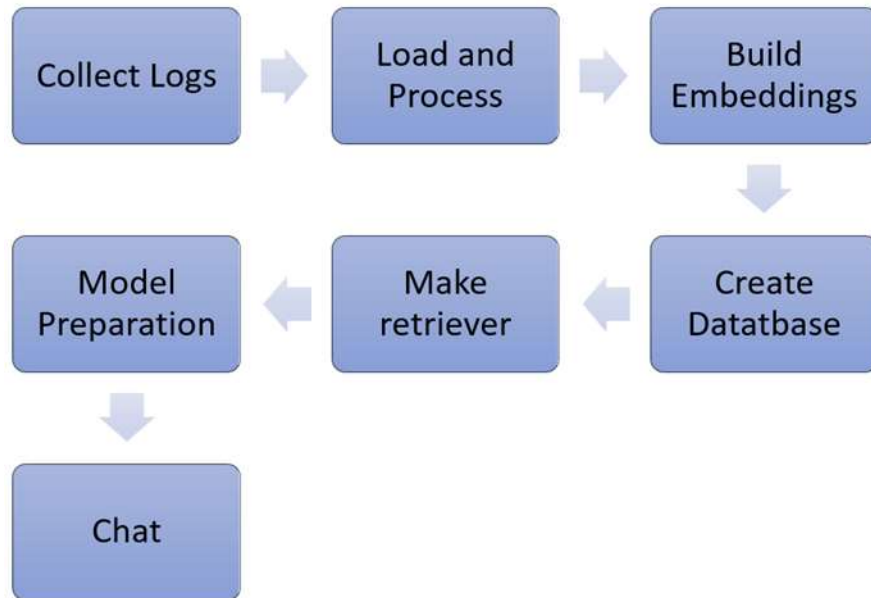 Collect Logs
Load and
Process
Build
Embeddings
Create
Datatbase
Make
retriever
Model
Preparation
Chat